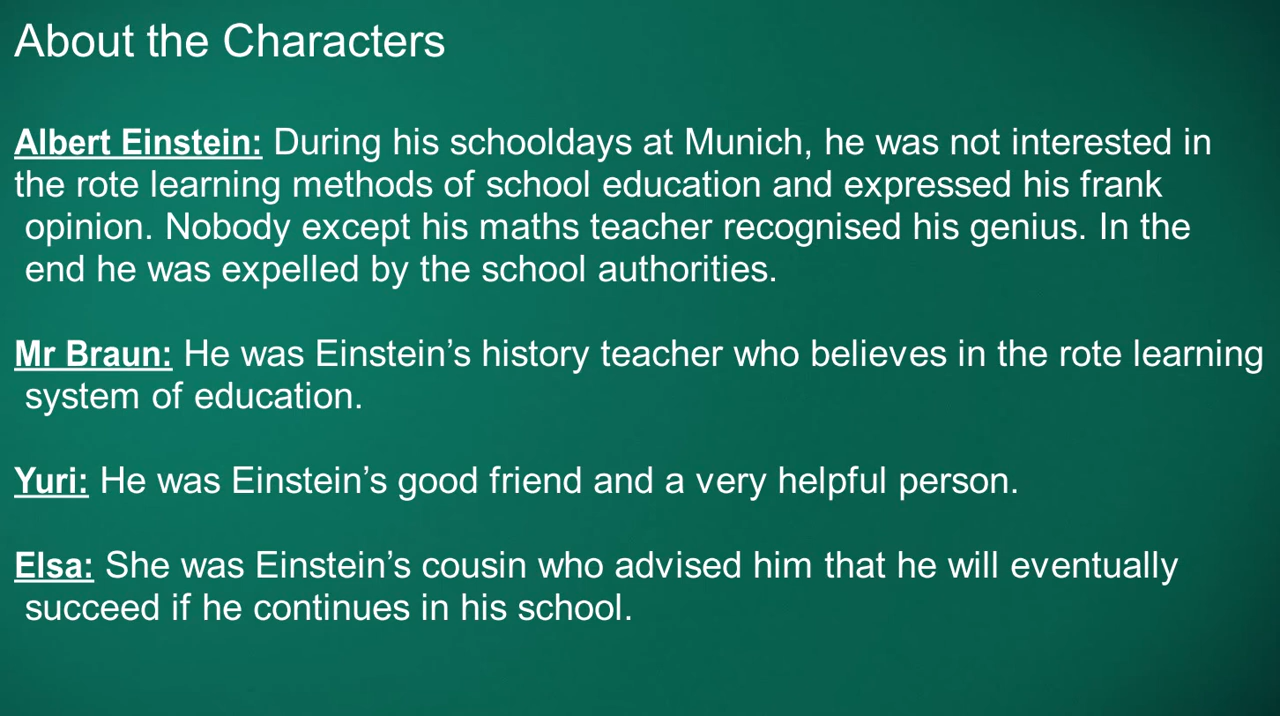 About the Characters
Albert Einstein: During his schooldays at Munich, he was not interested in
the rote learning methods of school education and expressed his frank
opinion. Nobody except his maths teacher recognised his genius. In the
end he was expelled by the school authorities.
Mr Braun: He was Einstein’s history teacher who believes in the rote learning
system of education.
Yuri: He was Einstein’s good friend and a very helpful person.
Elsa: She was Einstein’s cousin who advised him that he will eventually
succeed if he continues in his school.